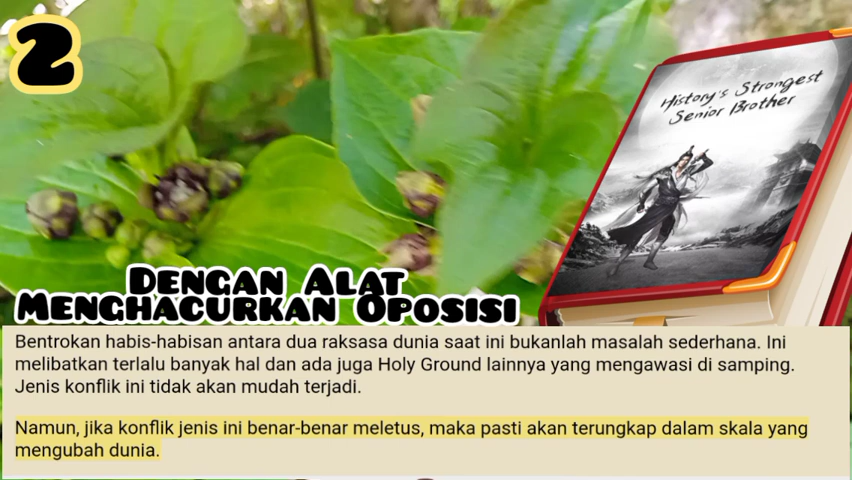 2
History's Strongest
Senior Brother
DENGAN ALAT
MENGHACURKAN OPOSISI
Bentrokan habis-habisan antara dua raksasa dunia saat ini bukanlah masalah sederhana. Ini
melibatkan terlalu banyak hal dan ada juga Holy Ground lainnya yang mengawasi di samping.
Jenis konflik ini tidak akan mudah terjadi.
Namun, jika konflik jenis ini benar-benar meletus, maka pasti akan terungkap dalam skala yang
mengubah dunia.